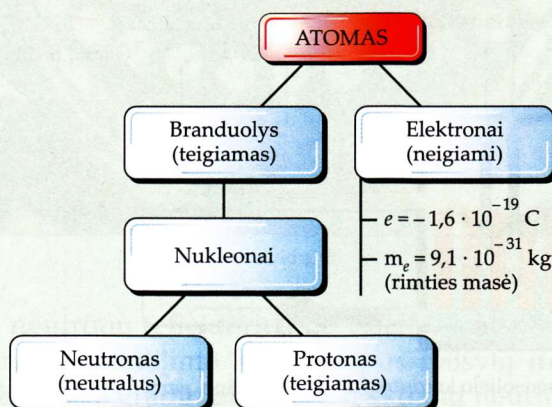 ATOMAS
Branduolys
(teigiamas)
Elektronai
(neigiami)
e = – 1,6 · 10⁻¹⁹ C
mₑ = 9,1 · 10⁻³¹ kg
(rimties masė)
Nukleonai
Neutronas
(neutralus)
Protonas
(teigiamas)